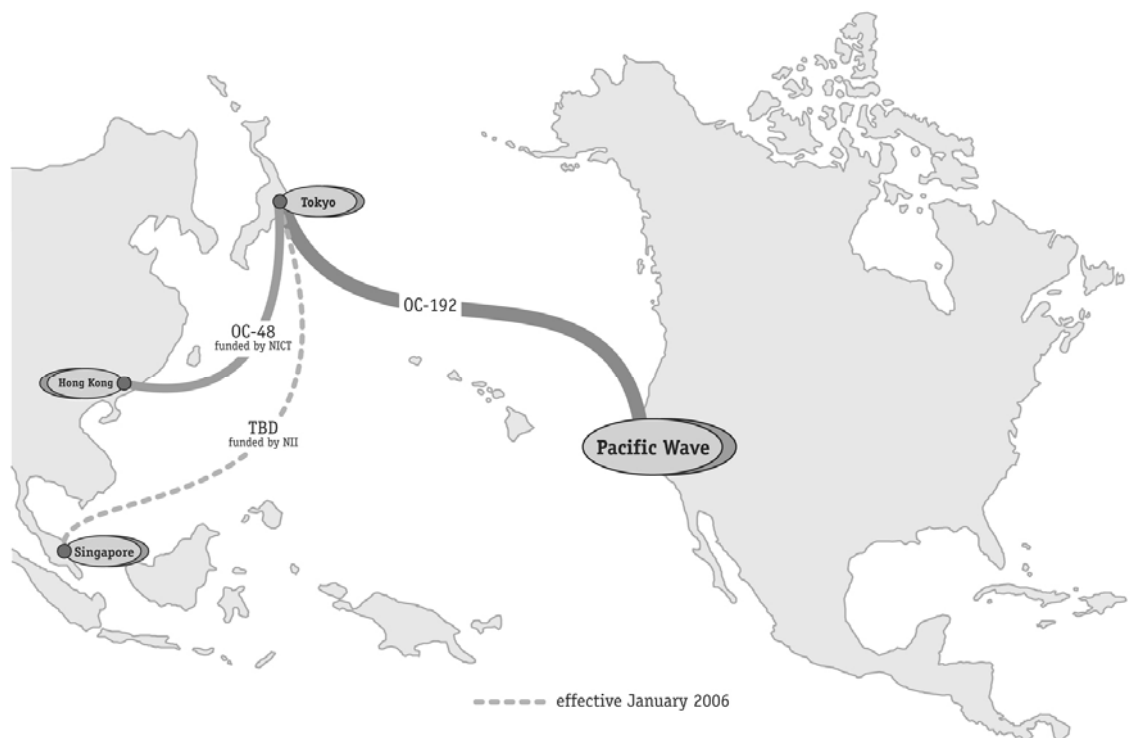 Tokyo
OC-192
OC-48
funded by NICT
Hong Kong
TBD
funded by NII
Pacific Wave
Singapore
effective January 2006